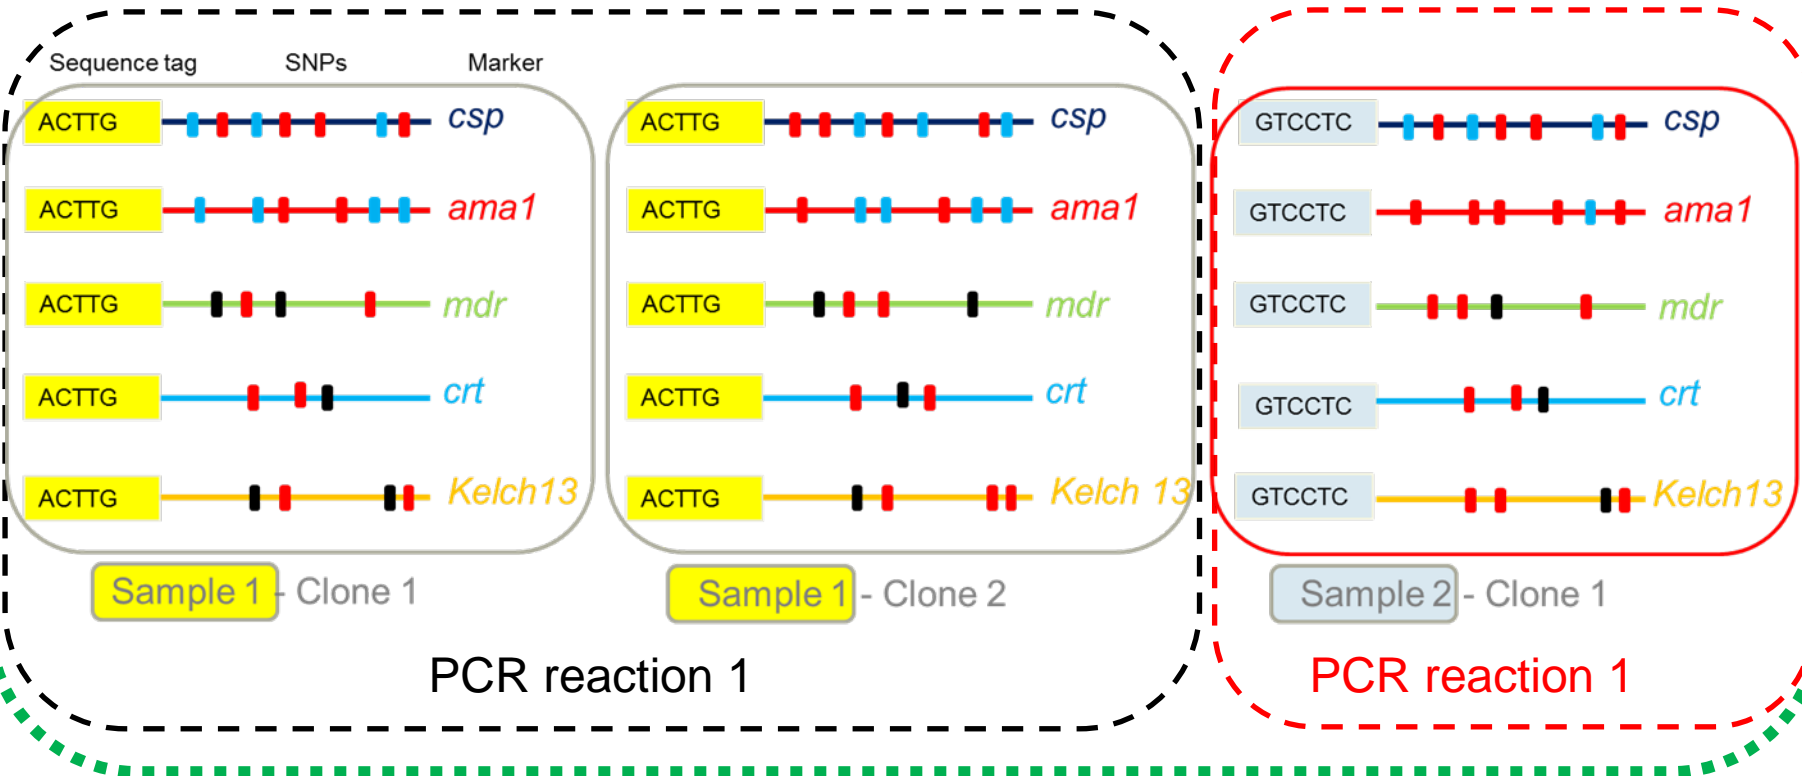 Sequence tag SNPs Marker
ACTTG csp ACTTG csp GTCCTC csp
ACTTG ama1 ACTTG ama1 GTCCTC ama1
ACTTG mdr ACTTG mdr GTCCTC mdr
ACTTG crt ACTTG crt GTCCTC crt
ACTTG Kelch13 ACTTG Kelch 13 GTCCTC Kelch13
Sample 1 - Clone 1 Sample 1 - Clone 2 Sample 2 - Clone 1
PCR reaction 1 PCR reaction 1